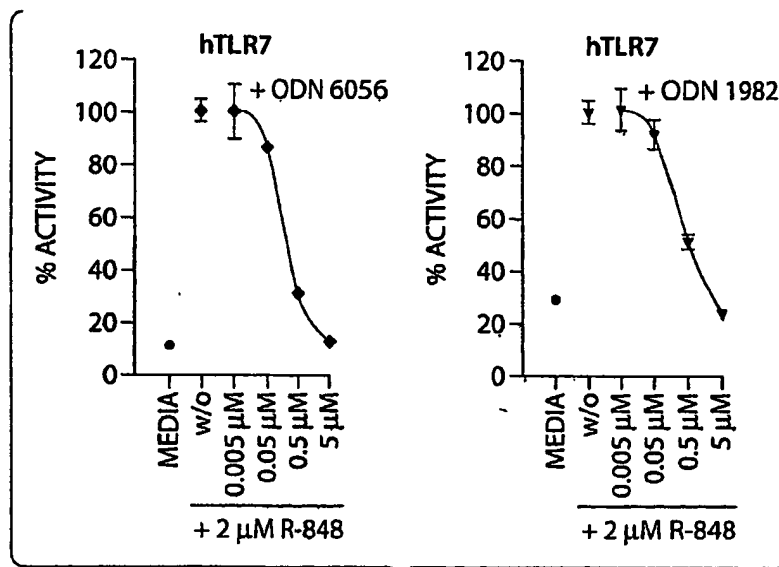 hTLR7
120
100
80
60
40
20
0
% ACTIVITY
+ ODN 6056
MEDIA
w/o
0.005 µM
0.05 µM
0.5 µM
5 µM
+ 2 µM R-848
hTLR7
120
100
80
60
40
20
0
% ACTIVITY
+ ODN 1982
MEDIA
w/o
0.005 µM
0.05 µM
0.5 µM
5 µM
+ 2 µM R-848